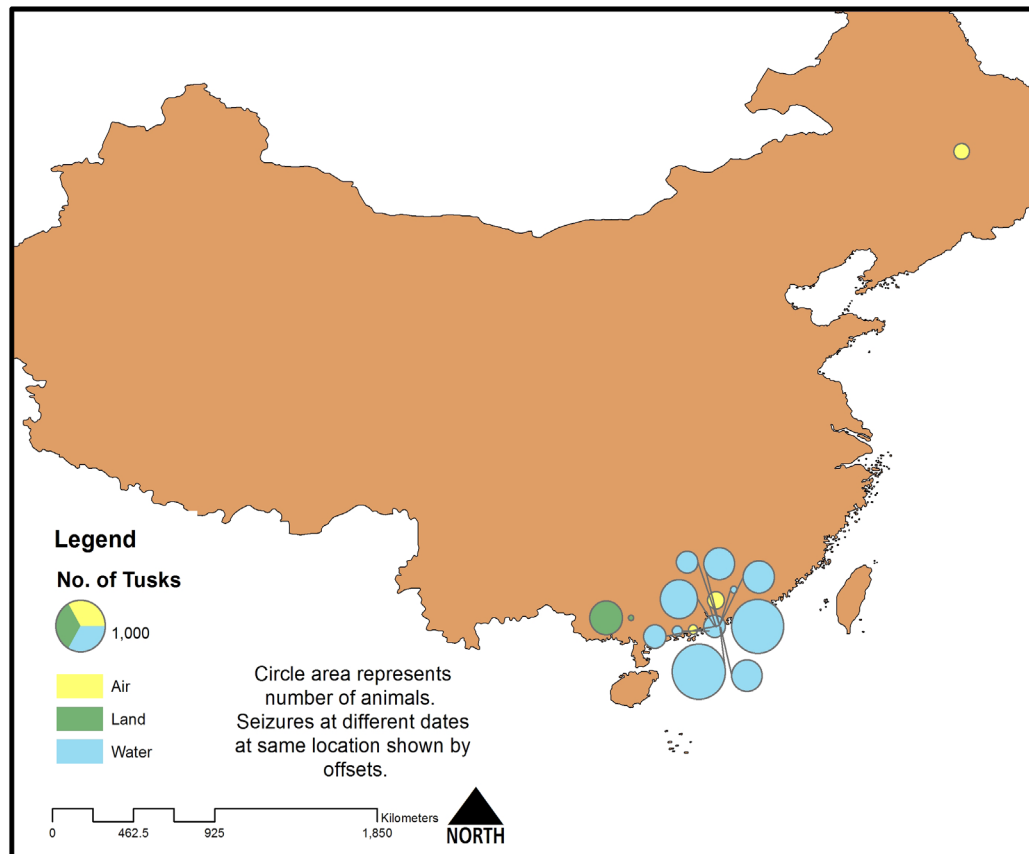 Legend
No. of Tusks
1,000
Air
Land
Water
Circle area represents
number of animals.
Seizures at different dates
at same location shown by
offsets.
Kilometers
0 462.5 925 1,850
NORTH